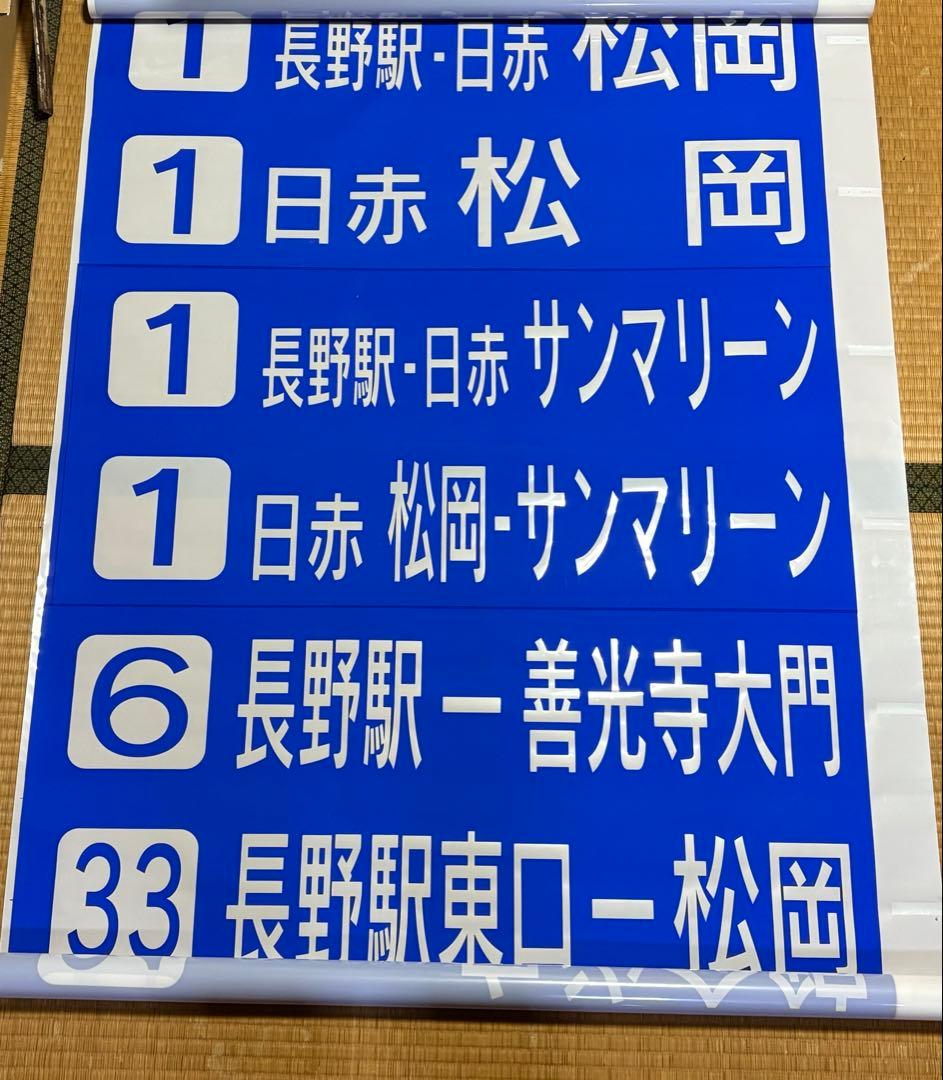 1 長野駅・日赤 松岡
1 日赤 松岡
1 長野駅・日赤 サンマリーン
1 日赤 松岡・サンマリーン
6 長野駅ー善光寺大門
33 長野駅東口ー松岡